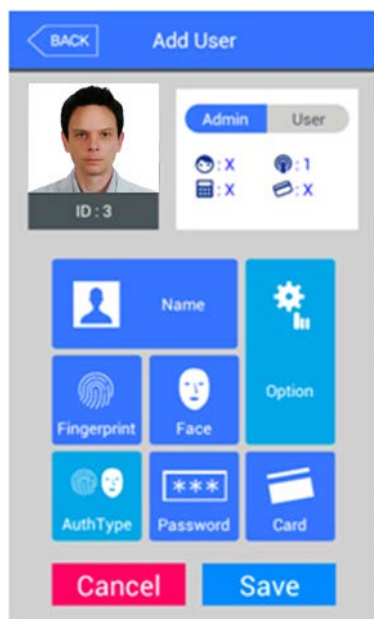 BACK Add User
Admin User
: X : 1
: X : X
ID : 3
Name
Option
Fingerprint Face
*** 
AuthType Password Card
Cancel Save